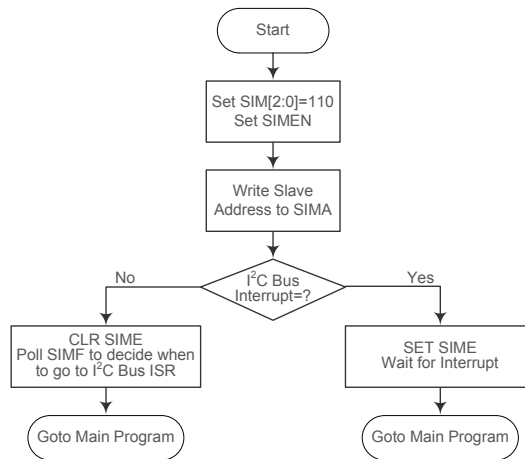 Start
Set SIM[2:0]=110
Set SIMEN
Write Slave
Address to SIMA
I²C Bus
Interrupt=?
No
Yes
CLR SIME
Poll SIMF to decide when
to go to I²C Bus ISR
SET SIME
Wait for Interrupt
Goto Main Program
Goto Main Program